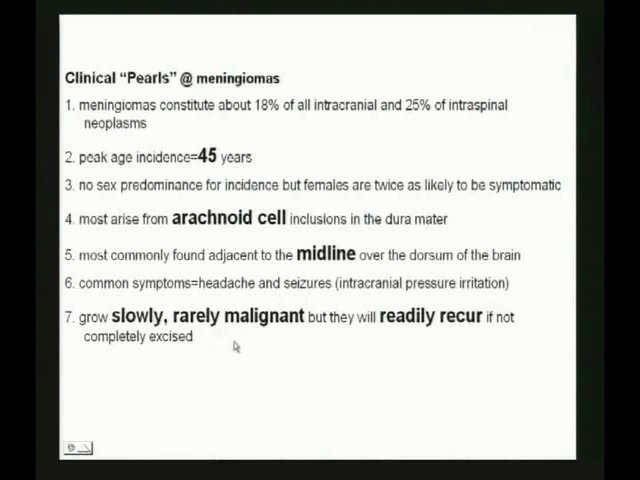 Clinical “Pearls” @ meningiomas
1. meningiomas constitute about 18% of all intracranial and 25% of intraspinal
neoplasms
2. peak age incidence=45 years
3. no sex predominance for incidence but females are twice as likely to be symptomatic
4. most arise from arachnoid cell inclusions in the dura mater
5. most commonly found adjacent to the midline over the dorsum of the brain
6. common symptoms=headache and seizures (intracranial pressure irritation)
7. grow slowly, rarely malignant but they will readily recur if not
completely excised